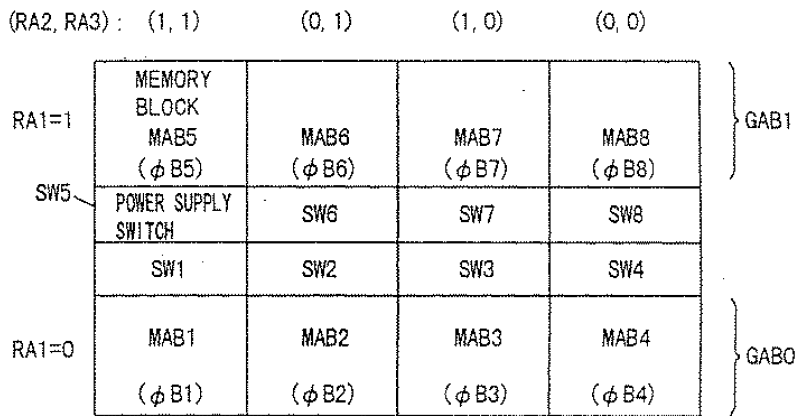 (RA2, RA3) : (1, 1) (0, 1) (1, 0) (0, 0)
MEMORY
BLOCK
RA1=1 MAB5 MAB6 MAB7 MAB8 GAB1
(φB5) (φB6) (φB7) (φB8)
SW5 POWER SUPPLY SWITCH SW6 SW7 SW8
SW1 SW2 SW3 SW4
RA1=0 MAB1 MAB2 MAB3 MAB4 GAB0
(φB1) (φB2) (φB3) (φB4)